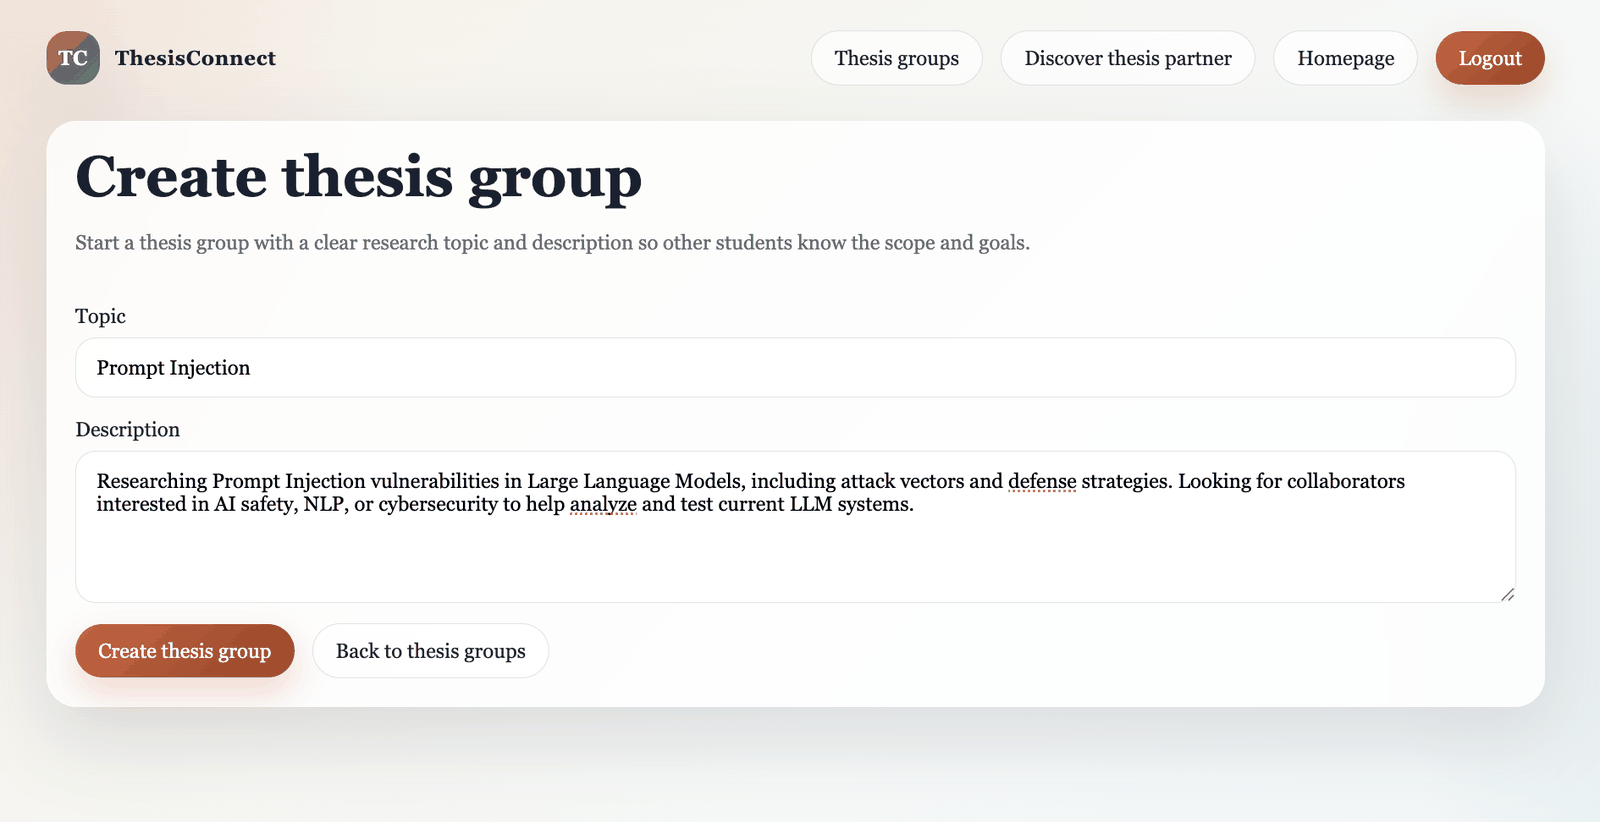 TC
ThesisConnect
Thesis groups
Discover thesis partner
Homepage
Logout
Create thesis group
Start a thesis group with a clear research topic and description so other students know the scope and goals.
Topic
Prompt Injection
Description
Researching Prompt Injection vulnerabilities in Large Language Models, including attack vectors and defense strategies. Looking for collaborators
interested in AI safety, NLP, or cybersecurity to help analyze and test current LLM systems.
Create thesis group
Back to thesis groups